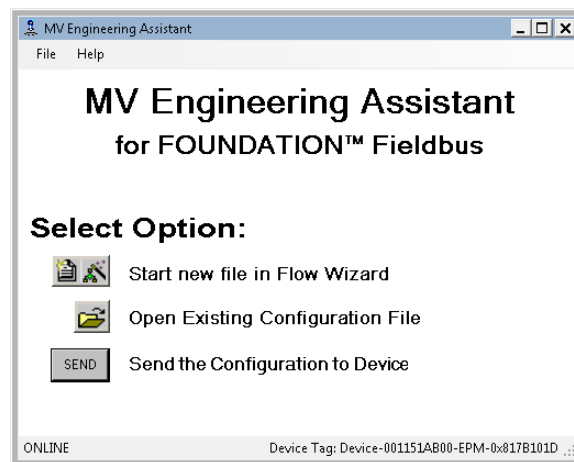 MV Engineering Assistant
File Help
MV Engineering Assistant
for FOUNDATION™ Fieldbus
Select Option:
Start new file in Flow Wizard
Open Existing Configuration File
SEND Send the Configuration to Device
ONLINE Device Tag: Device-001151AB00-EPM-0x817B101D